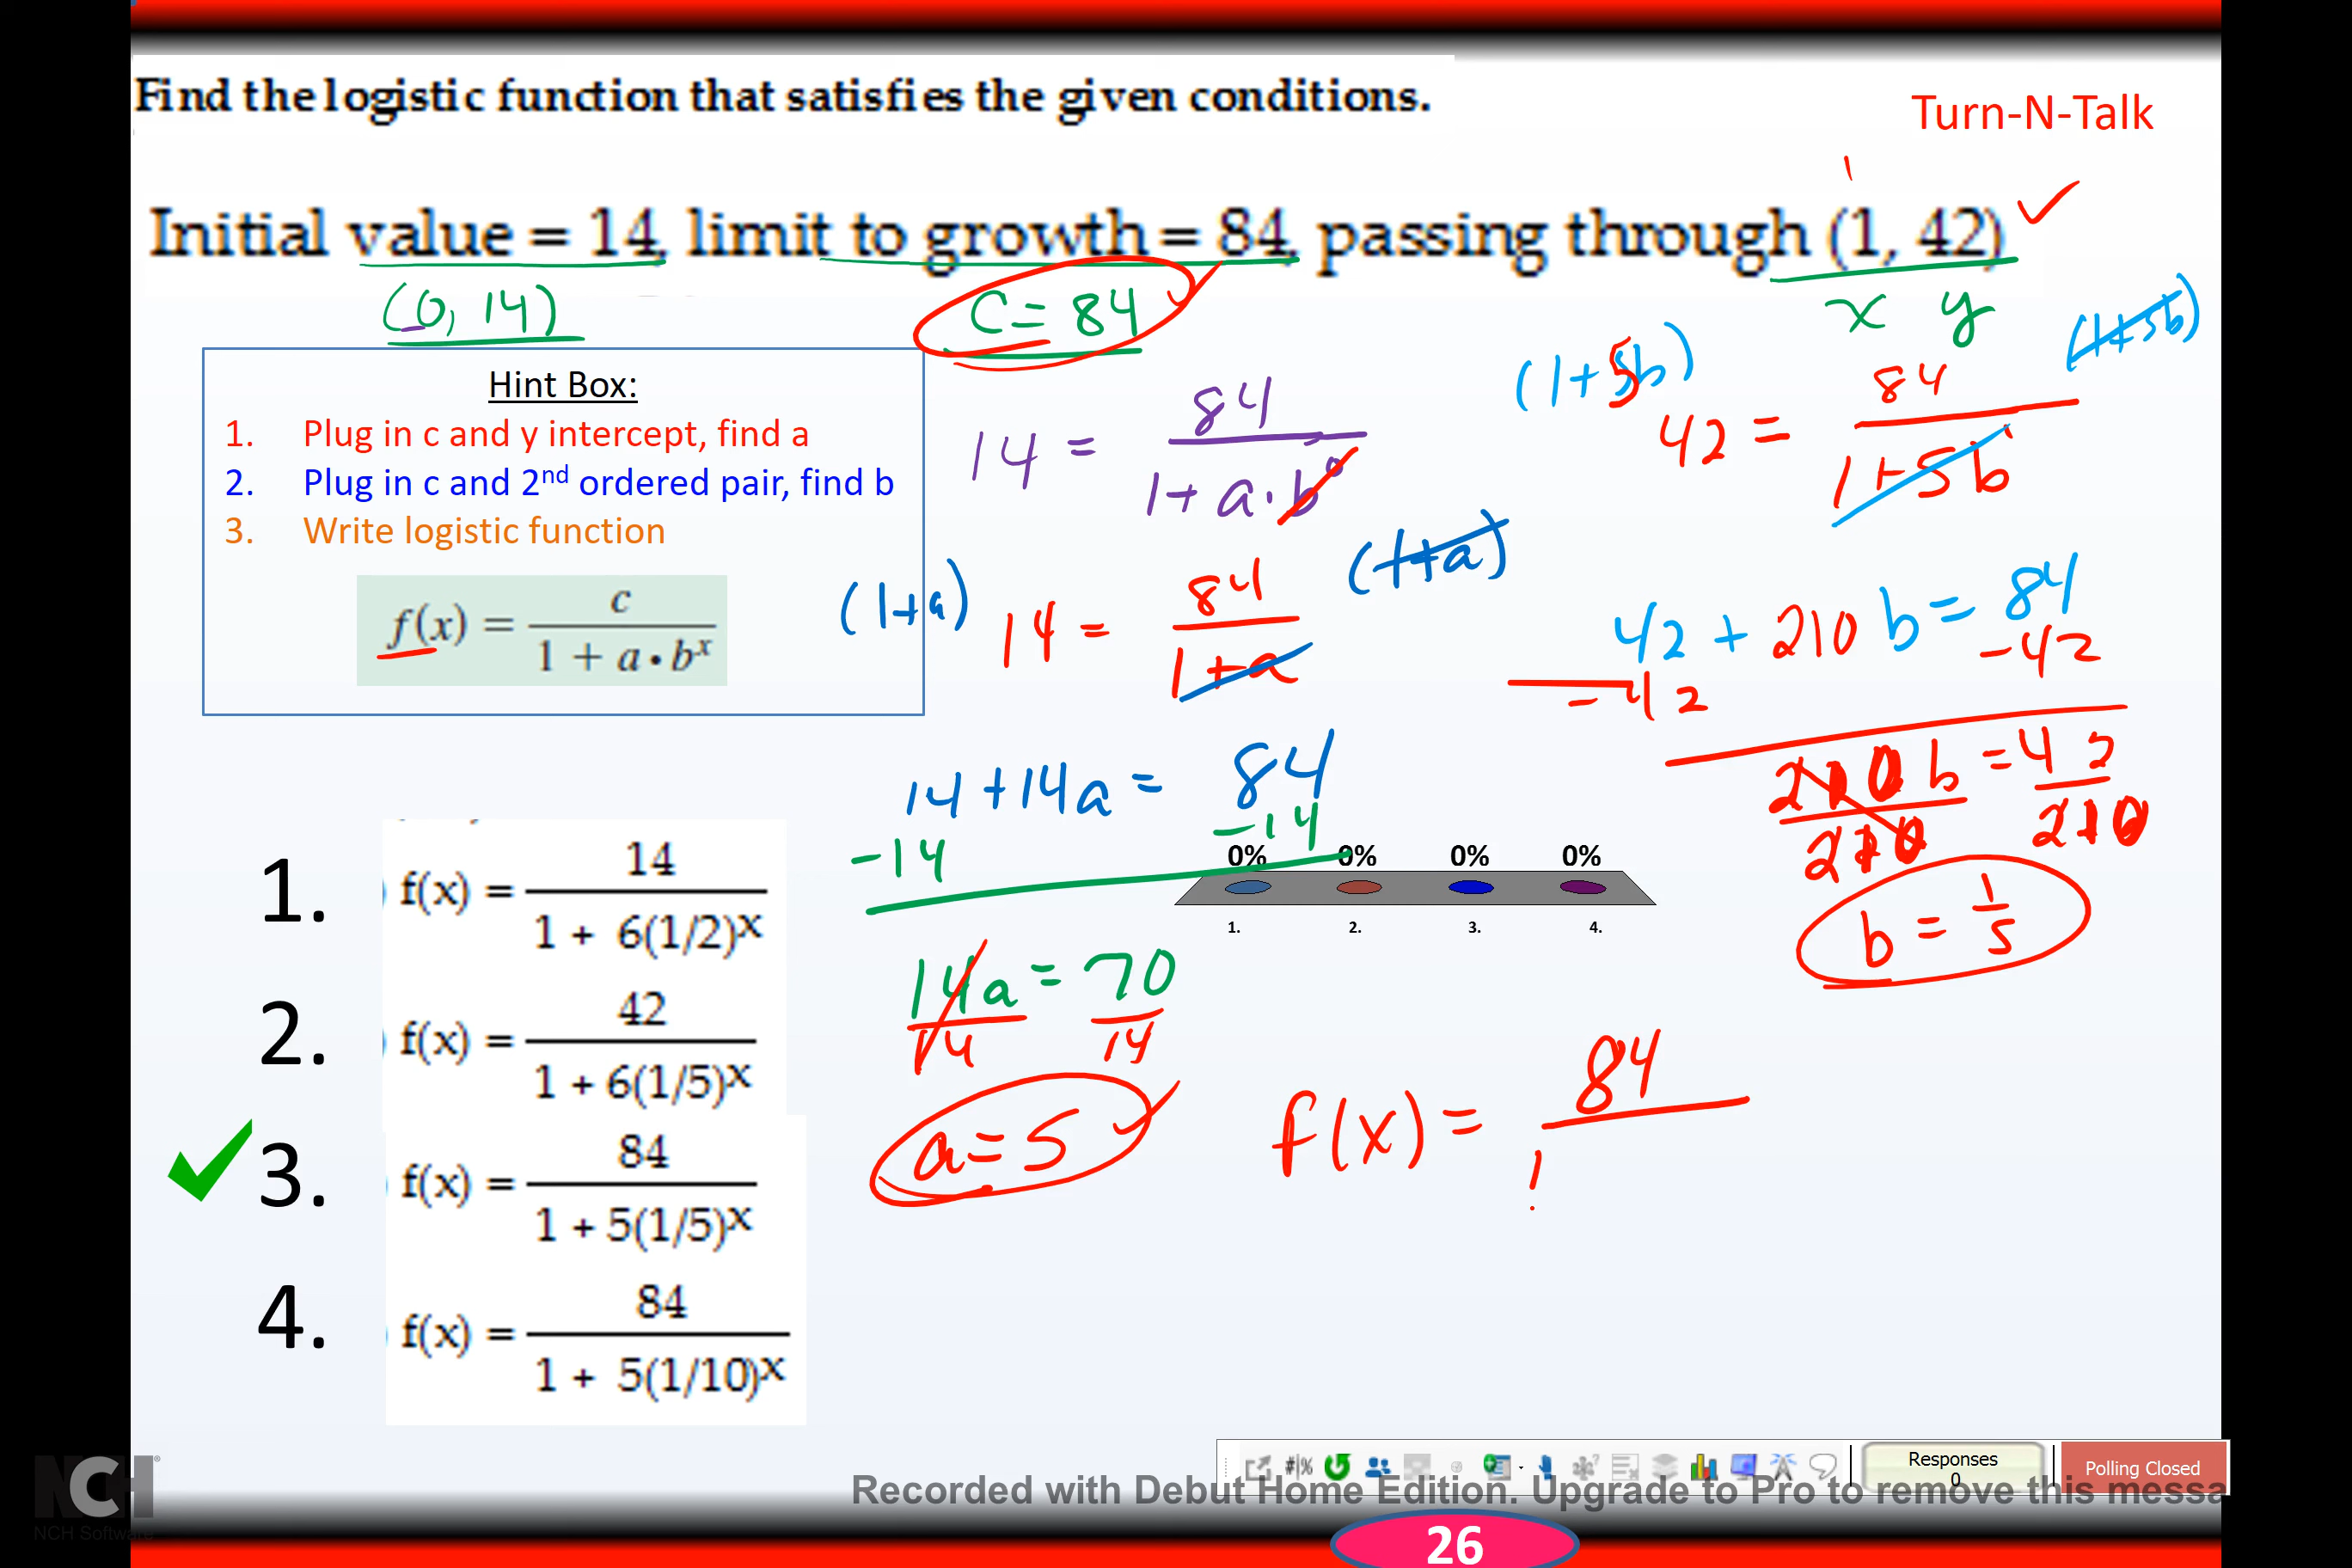 Find the logistic function that satisfies the given conditions.
Turn-N-Talk
Initial value = 14, limit to growth = 84, passing through (1, 42)
(0, 14)
C = 84
x y
Hint Box:
1. Plug in c and y intercept, find a
2. Plug in c and 2nd ordered pair, find b
3. Write logistic function
f(x) = c / 1 + a • b^x
14 = 84 / 1 + a · b^0
(1+a) 14 = 84 / 1+a (1+a)
14 + 14a = 84
-14 -14
14a = 70
14 14
a = 5
(1+5b) 42 = 84 / 1+5b (1+5b)
42 + 210 b = 84
-42 -42
210 b = 42
210 210
b = 1/5
f(x) = 84
1
1. f(x) = 14 / 1 + 6(1/2)^x
2. f(x) = 42 / 1 + 6(1/5)^x
3. f(x) = 84 / 1 + 5(1/5)^x
4. f(x) = 84 / 1 + 5(1/10)^x
0% 0% 0% 0%
1. 2. 3. 4.
#|%
Responses
0
Polling Closed
Recorded with Debut Home Edition. Upgrade to Pro to remove this messa
NCH
NCH Software
26